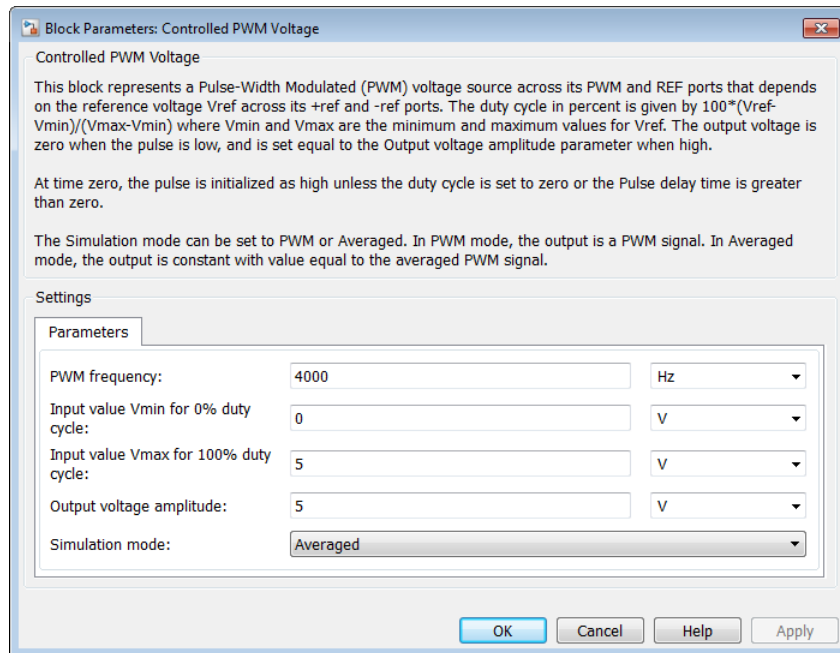 Block Parameters: Controlled PWM Voltage
Controlled PWM Voltage
This block represents a Pulse-Width Modulated (PWM) voltage source across its PWM and REF ports that depends
on the reference voltage Vref across its +ref and -ref ports. The duty cycle in percent is given by 100*(Vref-
Vmin)/(Vmax-Vmin) where Vmin and Vmax are the minimum and maximum values for Vref. The output voltage is
zero when the pulse is low, and is set equal to the Output voltage amplitude parameter when high.
At time zero, the pulse is initialized as high unless the duty cycle is set to zero or the Pulse delay time is greater
than zero.
The Simulation mode can be set to PWM or Averaged. In PWM mode, the output is a PWM signal. In Averaged
mode, the output is constant with value equal to the averaged PWM signal.
Settings
Parameters
PWM frequency: 4000 Hz
Input value Vmin for 0% duty
cycle: 0 V
Input value Vmax for 100% duty
cycle: 5 V
Output voltage amplitude: 5 V
Simulation mode: Averaged
OK Cancel Help Apply